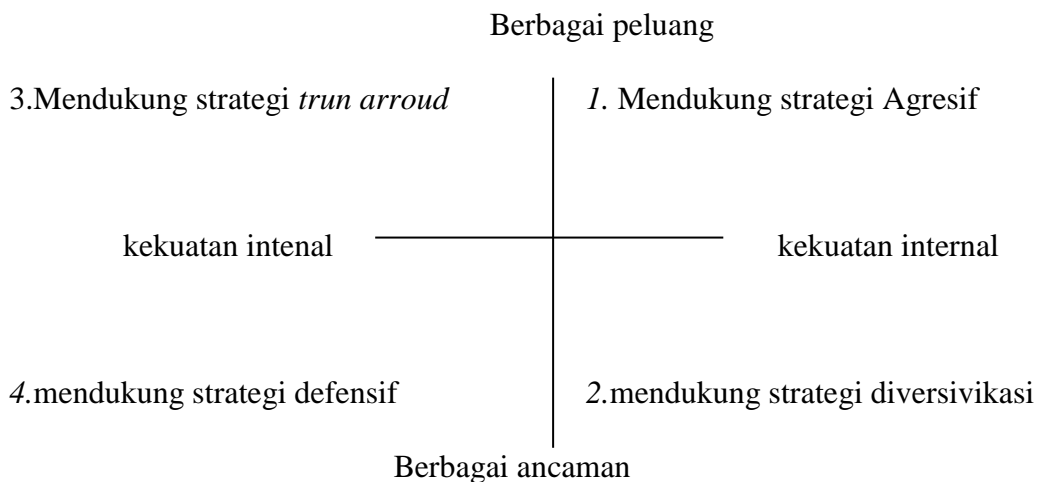 Berbagai peluang
3.Mendukung strategi trun arroud
1. Mendukung strategi Agresif
kekuatan intenal
kekuatan internal
4.mendukung strategi defensif
2.mendukung strategi diversivikasi
Berbagai ancaman